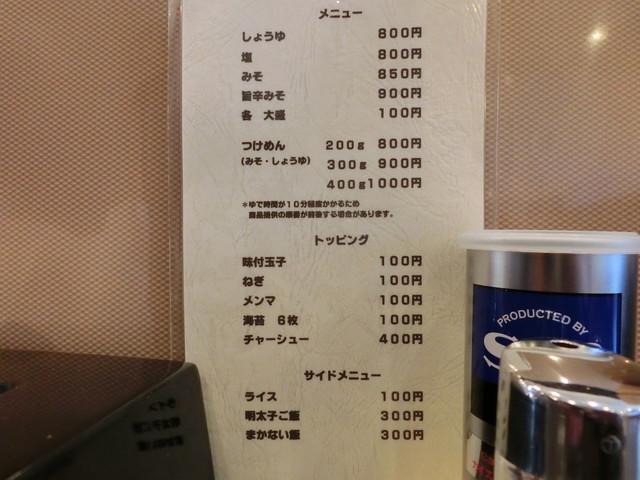 メニュー
しょうゆ 800円
塩 800円
みそ 850円
旨辛みそ 900円
各 大盛 100円
つけめん 200g 800円
(みそ・しょうゆ) 300g 900円
400g 1000円
*ゆで時間が10分程度かかるため
商品提供の順番が前後する場合があります。
トッピング
味付玉子 100円
ねぎ 100円
メンマ 100円
海苔 6枚 100円
チャーシュー 400円
サイドメニュー
ライス 100円
明太子ご飯 300円
まかない飯 300円
PRODUCTED BY